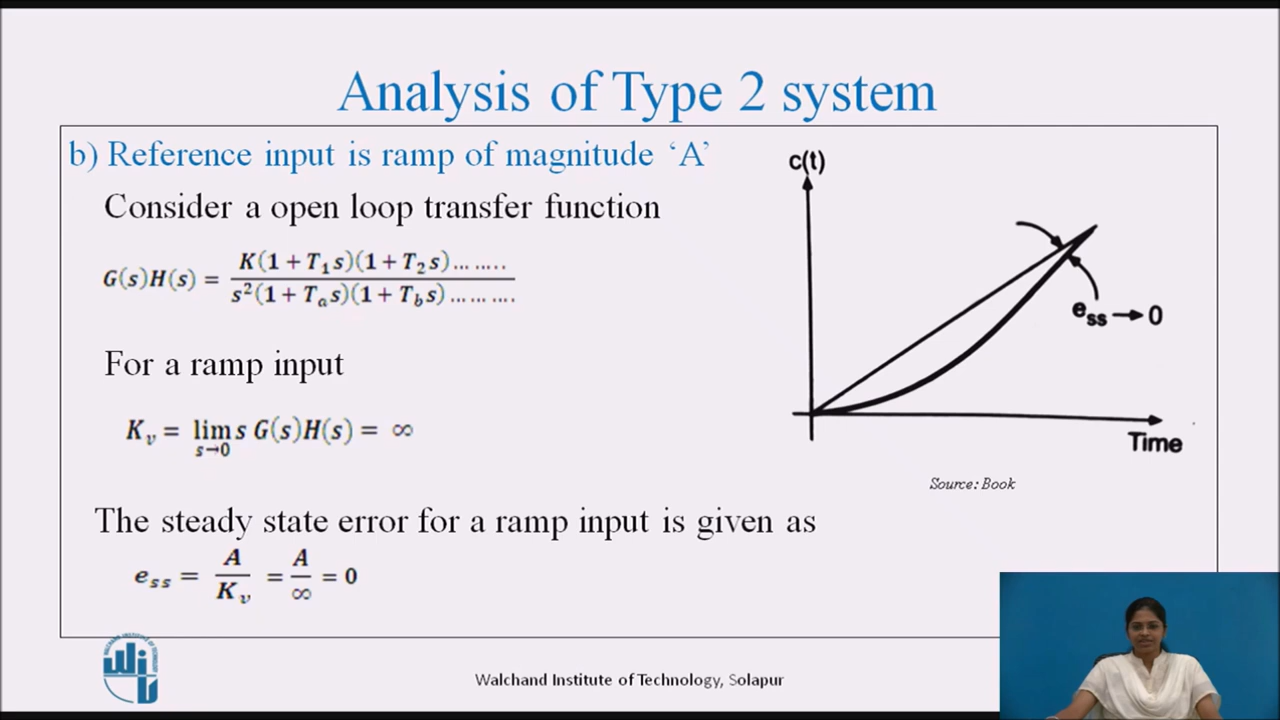 Analysis of Type 2 system
b) Reference input is ramp of magnitude ‘A’
Consider a open loop transfer function
G(s)H(s) = K(1 + T₁s)(1 + T₂s)… … .. / s²(1 + Tₐs)(1 + T_b s) … … … .
For a ramp input
K_v = lim s→0 s G(s)H(s) = ∞
The steady state error for a ramp input is given as
e_ss = A / K_v = A / ∞ = 0
c(t)
e_ss → 0
Time
Source: Book
WIT
Walchand Institute of Technology, Solapur